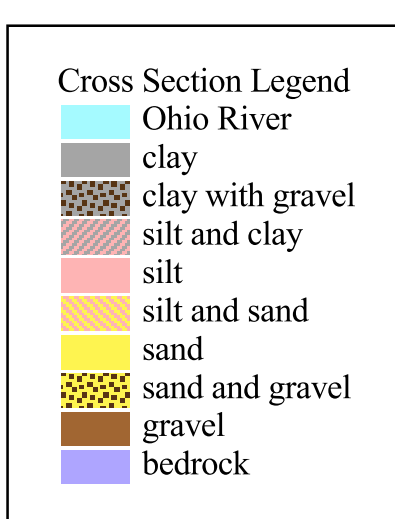 Cross Section Legend
Ohio River
clay
clay with gravel
silt and clay
silt
silt and sand
sand
sand and gravel
gravel
bedrock